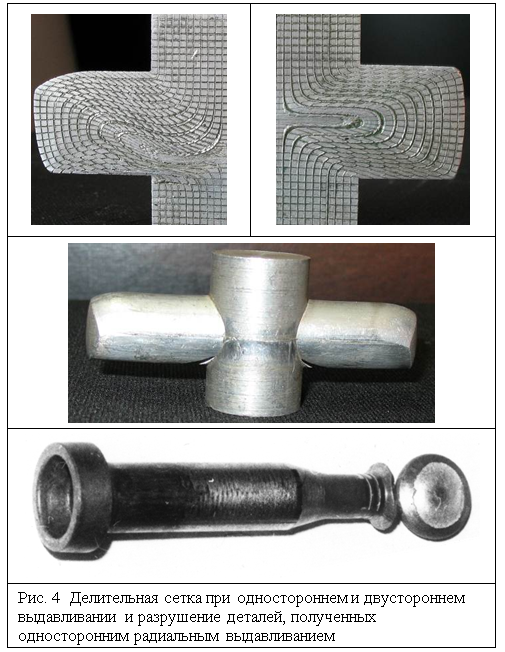 Рис. 4 Делительная сетка при одностороннем и двустороннем
выдавливании и разрушение деталей, полученных
односторонним радиальным выдавливанием